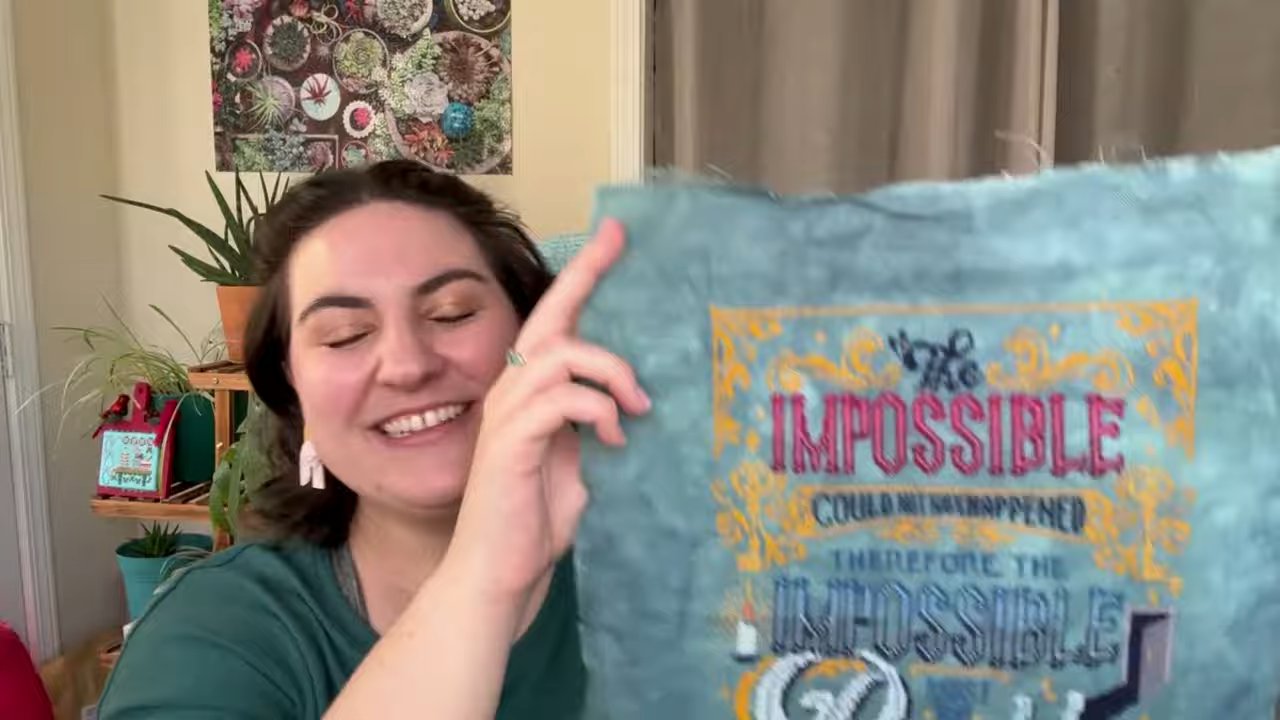 The
IMPOSSIBLE
COULD NOT HAVE HAPPENED
THEREFORE THE
IMPOSSIBLE